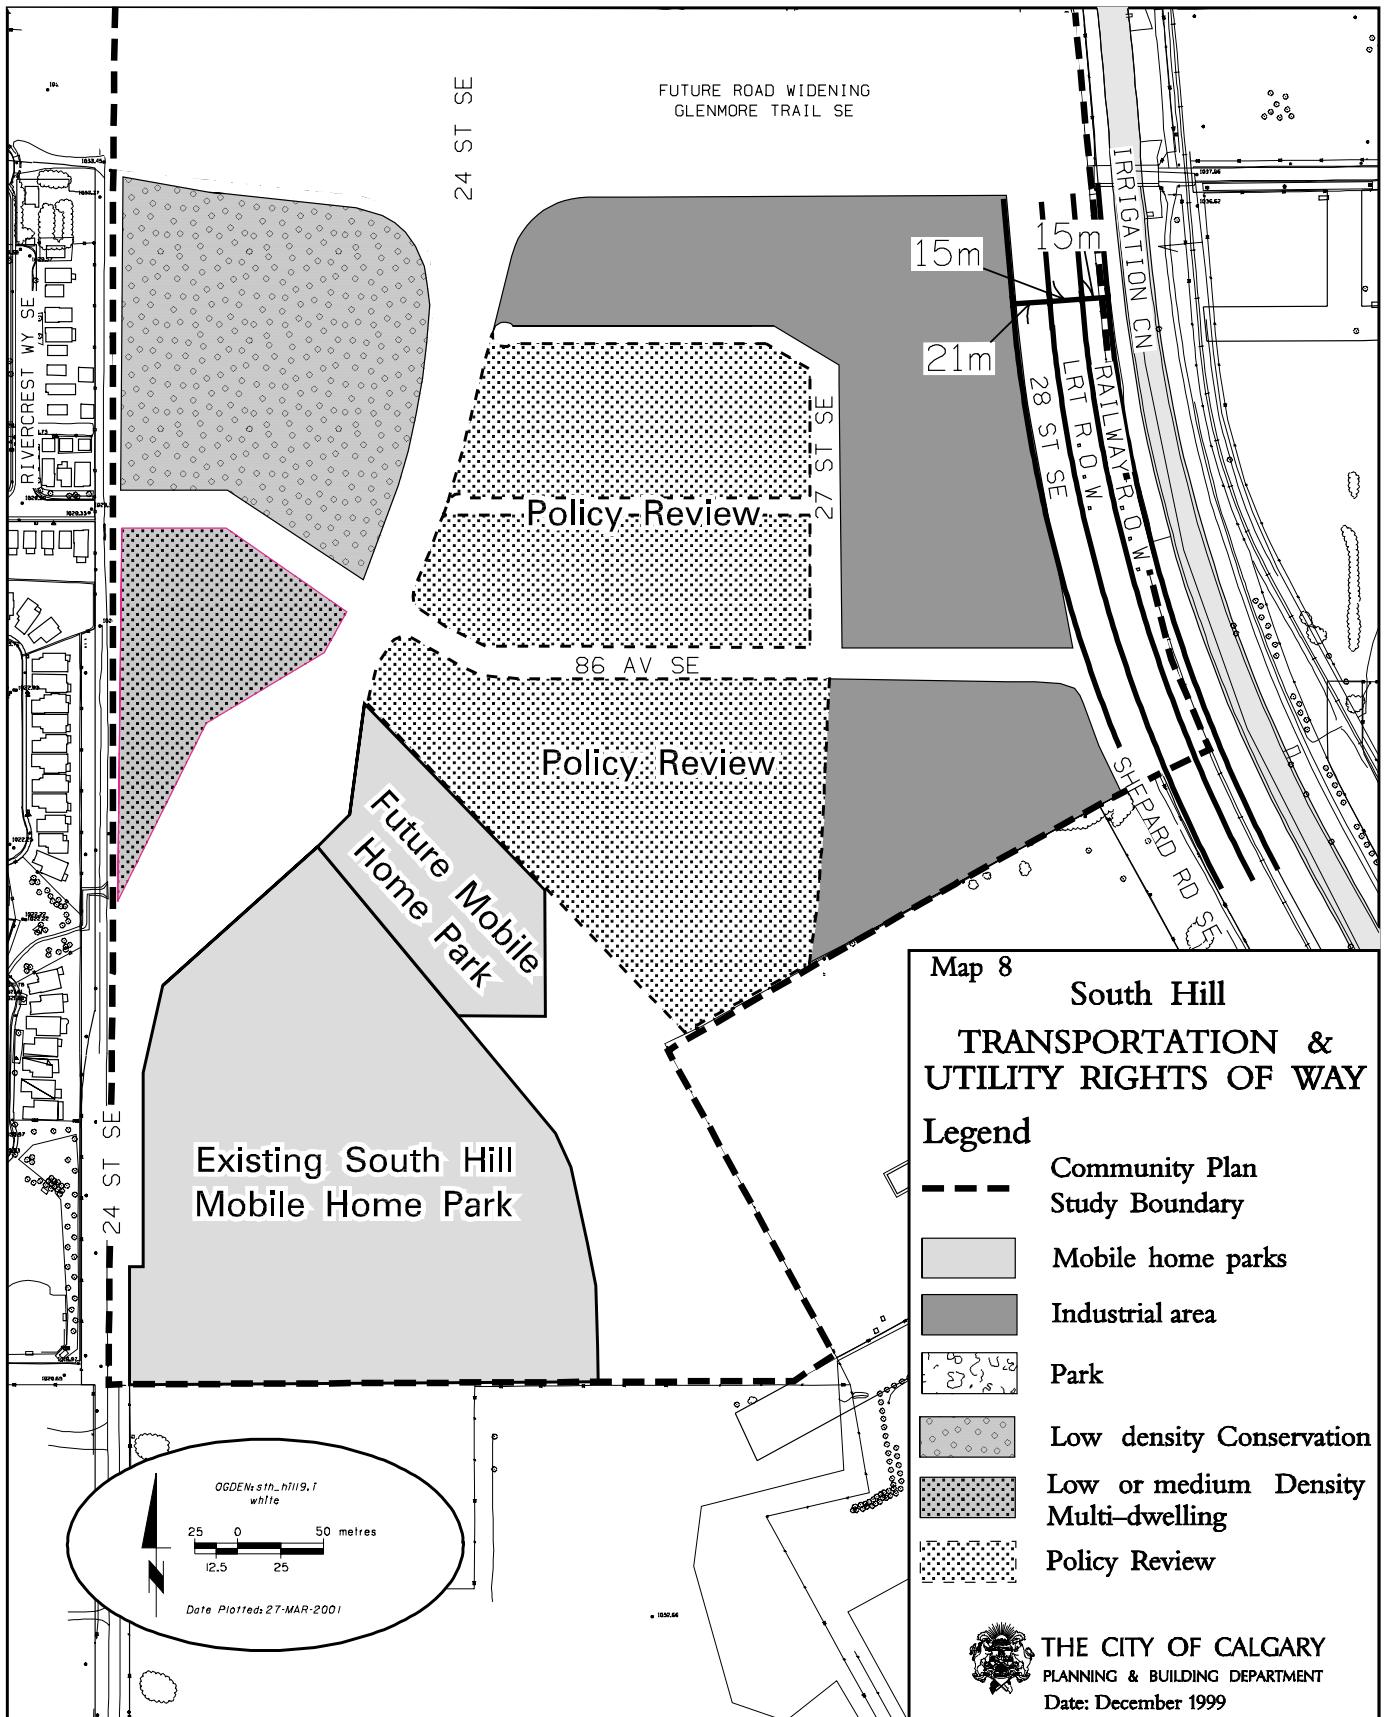 FUTURE ROAD WIDENING
GLENMORE TRAIL SE
24 ST SE
IRRIGATION CN
15m
15m
21m
RIVERCREST WY SE
28 ST SE
LRT R.O.W.
RAILWAY R.O.W.
27 ST SE
Policy Review
86 AV SE
Policy Review
SHEPARD RD SE
Future Mobile
Home Park
Existing South Hill
Mobile Home Park
24 ST SE
Map 8
South Hill
TRANSPORTATION &
UTILITY RIGHTS OF WAY
Legend
Community Plan
Study Boundary
Mobile home parks
Industrial area
Park
Low density Conservation
Low or medium Density
Multi-dwelling
Policy Review
THE CITY OF CALGARY
PLANNING & BUILDING DEPARTMENT
Date: December 1999
OGDEN:sth_hill9.i
white
25 0 50 metres
12.5 25
Date Plotted: 27-MAR-2001